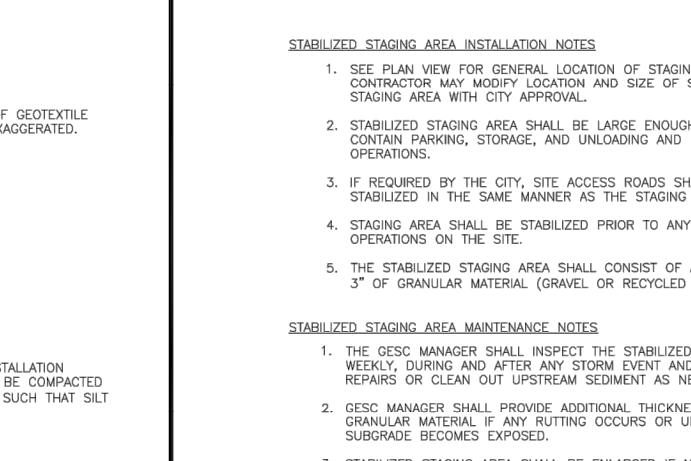 F GEOTEXTILE
XAGGERATED.
STALLATION
BE COMPACTED
SUCH THAT SILT
STABILIZED STAGING AREA INSTALLATION NOTES
1. SEE PLAN VIEW FOR GENERAL LOCATION OF STAGIN
CONTRACTOR MAY MODIFY LOCATION AND SIZE OF S
STAGING AREA WITH CITY APPROVAL.
2. STABILIZED STAGING AREA SHALL BE LARGE ENOUGH
CONTAIN PARKING, STORAGE, AND UNLOADING AND
OPERATIONS.
3. IF REQUIRED BY THE CITY, SITE ACCESS ROADS SH
STABILIZED IN THE SAME MANNER AS THE STAGING
4. STAGING AREA SHALL BE STABILIZED PRIOR TO ANY
OPERATIONS ON THE SITE.
5. THE STABILIZED STAGING AREA SHALL CONSIST OF A
3" OF GRANULAR MATERIAL (GRAVEL OR RECYCLED
STABILIZED STAGING AREA MAINTENANCE NOTES
1. THE GESC MANAGER SHALL INSPECT THE STABILIZED
WEEKLY, DURING AND AFTER ANY STORM EVENT AND
REPAIRS OR CLEAN OUT UPSTREAM SEDIMENT AS NE
2. GESC MANAGER SHALL PROVIDE ADDITIONAL THICKNE
GRANULAR MATERIAL IF ANY RUTTING OCCURS OR U
SUBGRADE BECOMES EXPOSED.